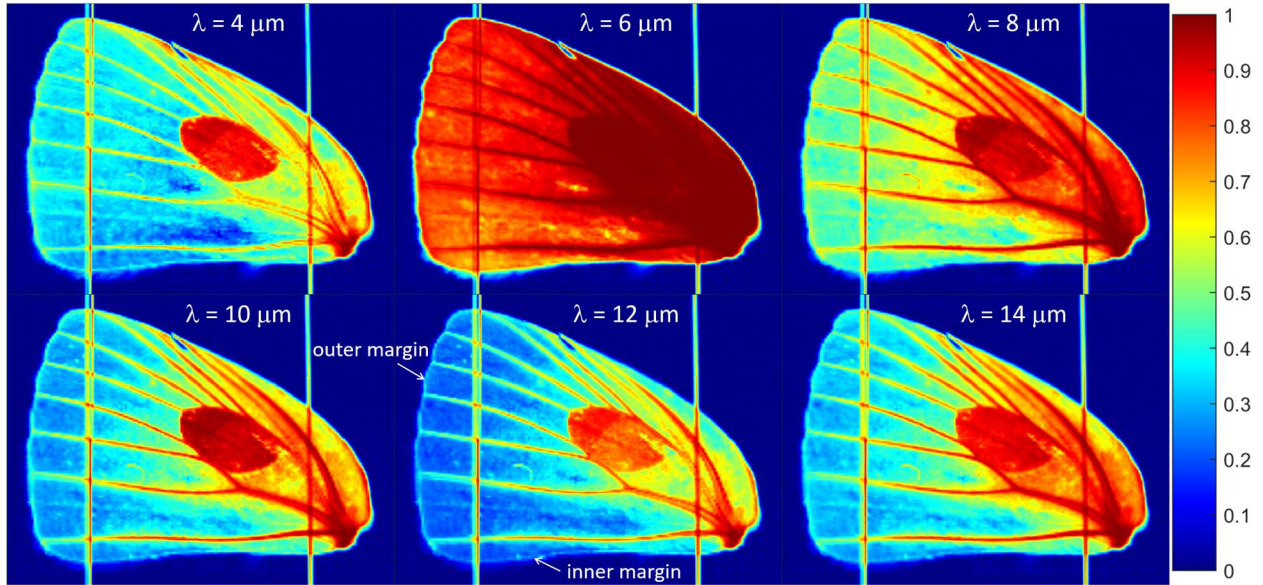 λ = 4 μm
λ = 6 μm
λ = 8 μm
λ = 10 μm
λ = 12 μm
λ = 14 μm
outer margin
inner margin
1
0.9
0.8
0.7
0.6
0.5
0.4
0.3
0.2
0.1
0